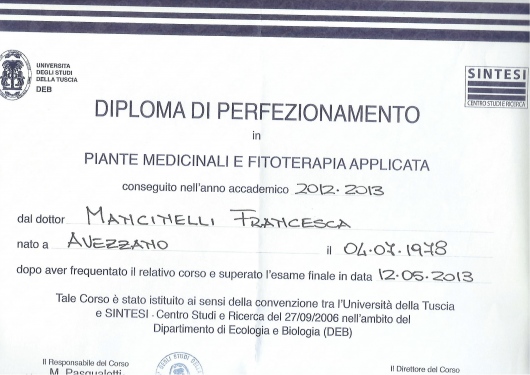 UNIVERSITÀ
DEGLI STUDI
DELLA TUSCIA
DEB
SINTESI
CENTRO STUDI E RICERCA
DIPLOMA DI PERFEZIONAMENTO
in
PIANTE MEDICINALI E FITOTERAPIA APPLICATA
conseguito nell'anno accademico 2012-2013
dal dottor MANCINELLI FRANCESCA
nato a AVEZZANO il 04-07-1978
dopo aver frequentato il relativo corso e superato l'esame finale in data 12-05-2013
Tale Corso è stato istituito ai sensi della convenzione tra l'Università della Tuscia
e SINTESI - Centro Studi e Ricerca del 27/09/2006 nell'ambito del
Dipartimento di Ecologia e Biologia (DEB)
Il Responsabile del Corso
M. Pasqualotti
Il Direttore del Corso